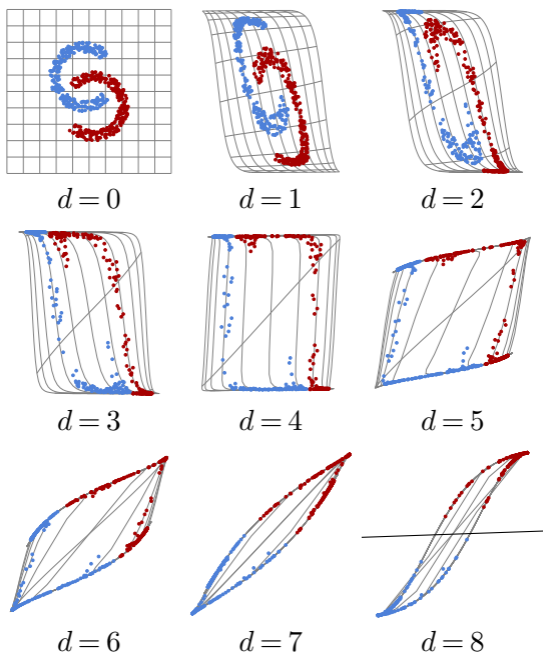 d = 0 d = 1 d = 2
d = 3 d = 4 d = 5
d = 6 d = 7 d = 8